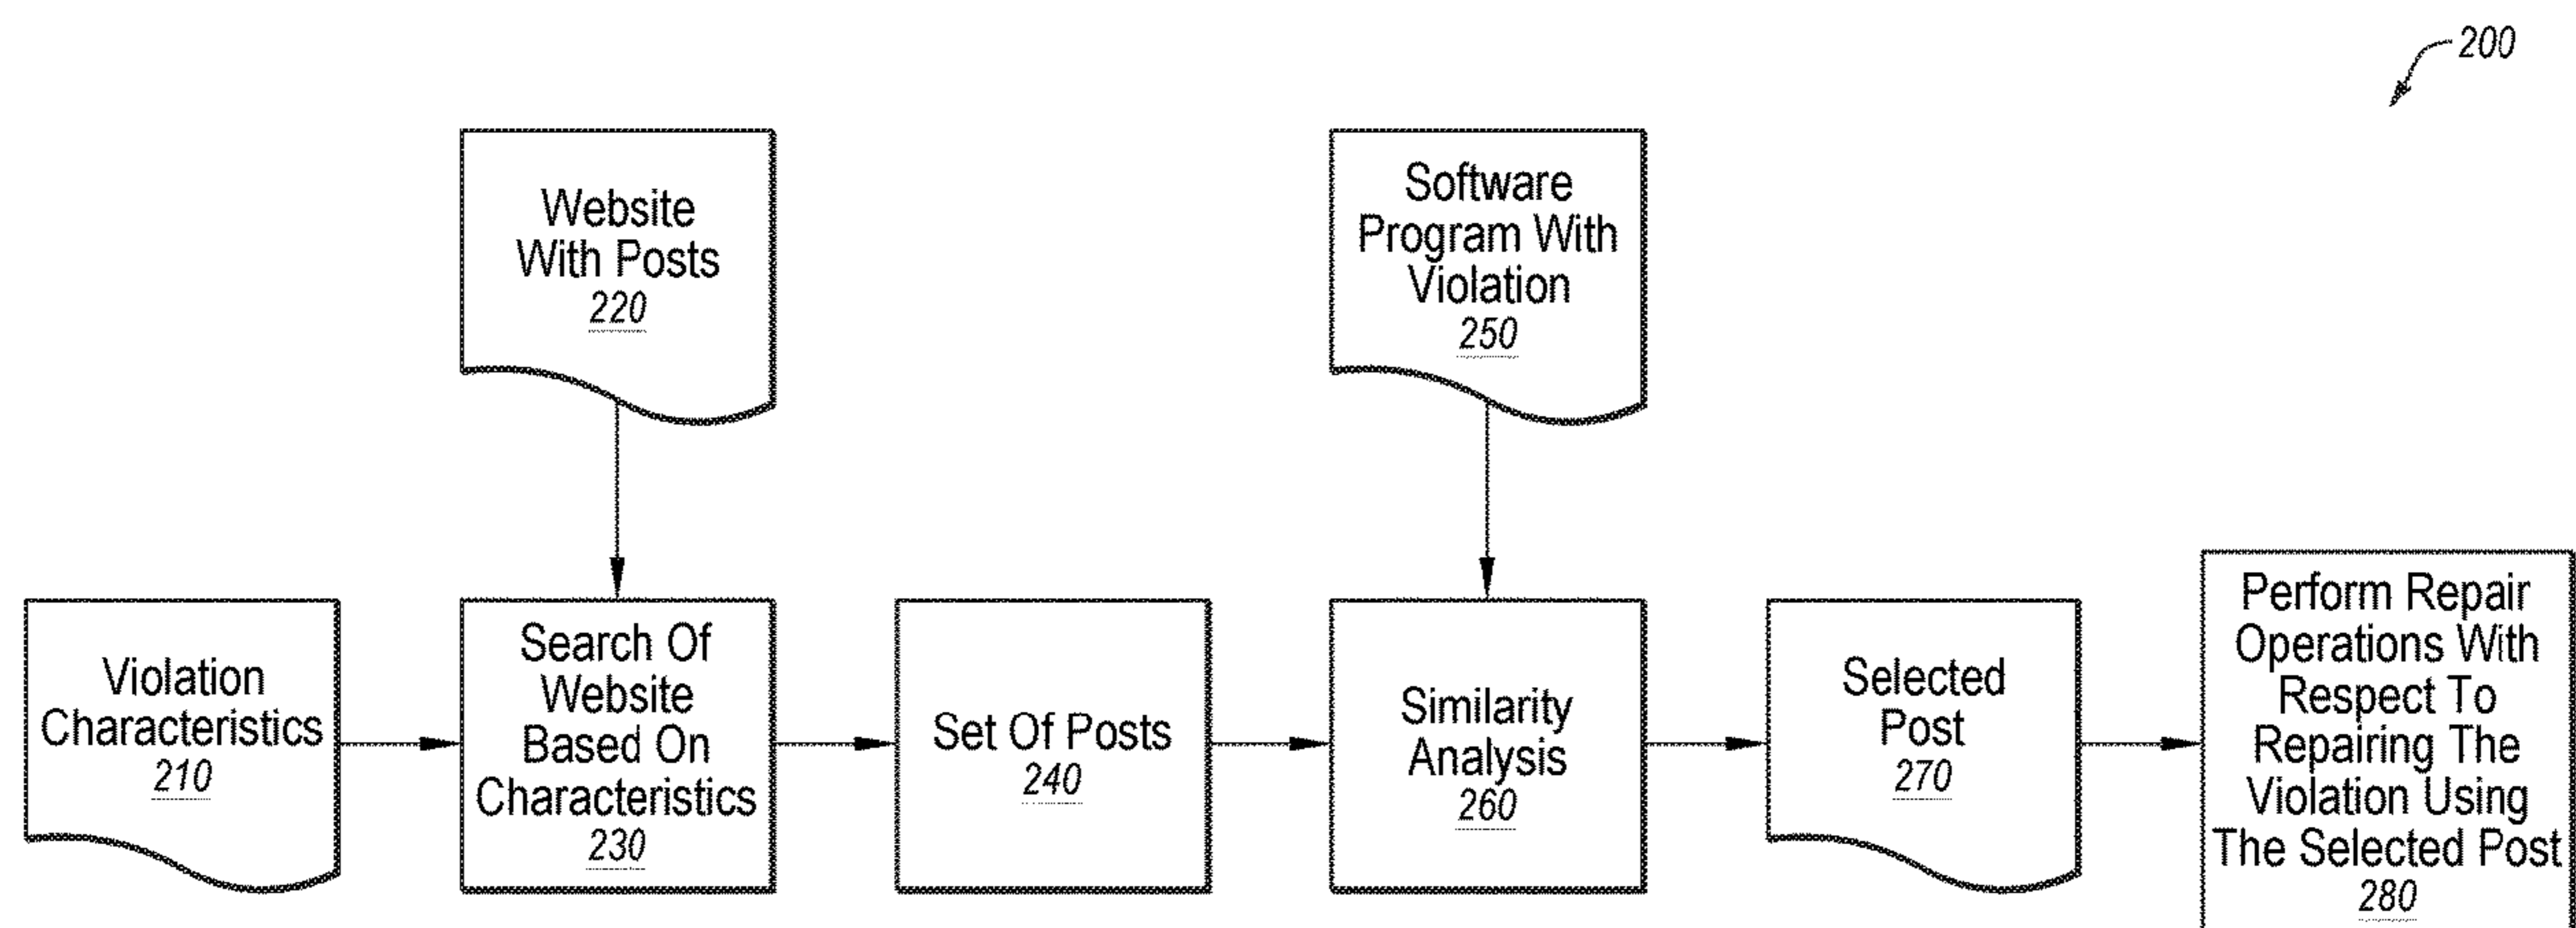 200
Website
With Posts
220
Software
Program With
Violation
250
Violation
Characteristics
210
Search Of
Website
Based On
Characteristics
230
Set Of Posts
240
Similarity
Analysis
260
Selected
Post
270
Perform Repair
Operations With
Respect To
Repairing The
Violation Using
The Selected Post
280